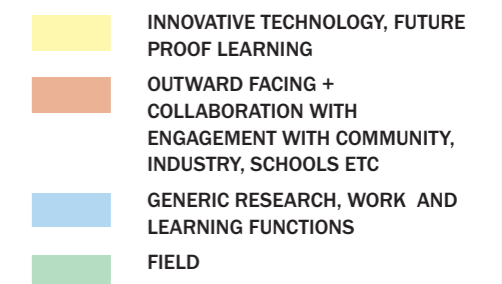 INNOVATIVE TECHNOLOGY, FUTURE
PROOF LEARNING
OUTWARD FACING +
COLLABORATION WITH
ENGAGEMENT WITH COMMUNITY,
INDUSTRY, SCHOOLS ETC
GENERIC RESEARCH, WORK AND
LEARNING FUNCTIONS
FIELD